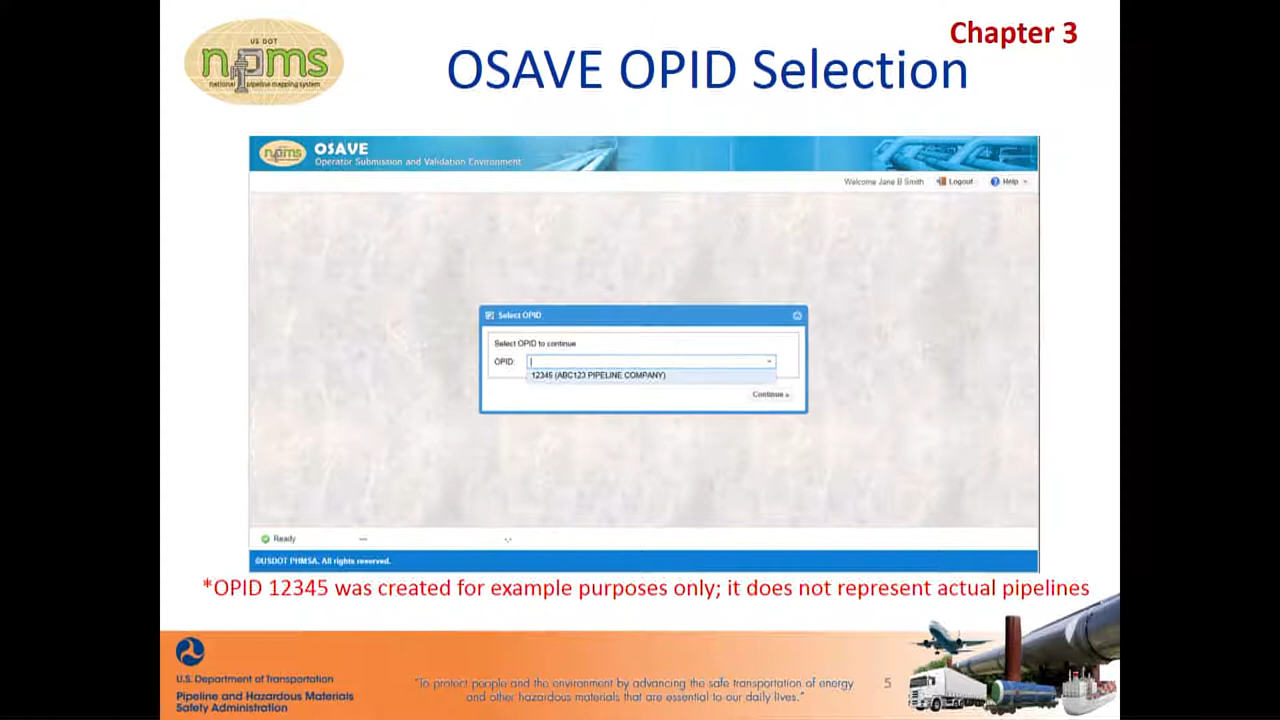 Chapter 3
US DOT
npms
national pipeline mapping system
OSAVE OPID Selection
npms
OSAVE
Operator Submission and Validation Environment
Welcome Jane B Smith Logout Help
Select OPID
Select OPID to continue
OPID:
12345 (ABC123 PIPELINE COMPANY)
Continue »
Ready --- -.-
©USDOT PHMSA. All rights reserved.
*OPID 12345 was created for example purposes only; it does not represent actual pipelines
U.S. Department of Transportation
Pipeline and Hazardous Materials
Safety Administration
"To protect people and the environment by advancing the safe transportation of energy
and other hazardous materials that are essential to our daily lives."
5